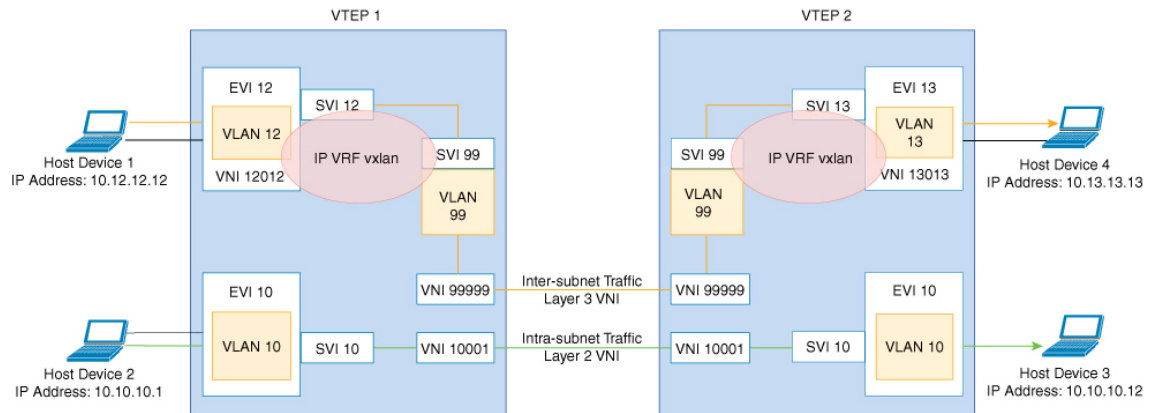 VTEP 1
VTEP 2
EVI 12
SVI 12
VLAN 12
IP VRF vxlan
SVI 99
VNI 12012
VLAN
99
VNI 99999
Host Device 1
IP Address: 10.12.12.12
EVI 13
SVI 13
VLAN
13
SVI 99
IP VRF vxlan
VNI 13013
VLAN
99
VNI 99999
Host Device 4
IP Address: 10.13.13.13
Inter-subnet Traffic
Layer 3 VNI
EVI 10
VLAN 10
SVI 10
VNI 10001
Host Device 2
IP Address: 10.10.10.1
Intra-subnet Traffic
Layer 2 VNI
VNI 10001
SVI 10
EVI 10
VLAN 10
Host Device 3
IP Address: 10.10.10.12